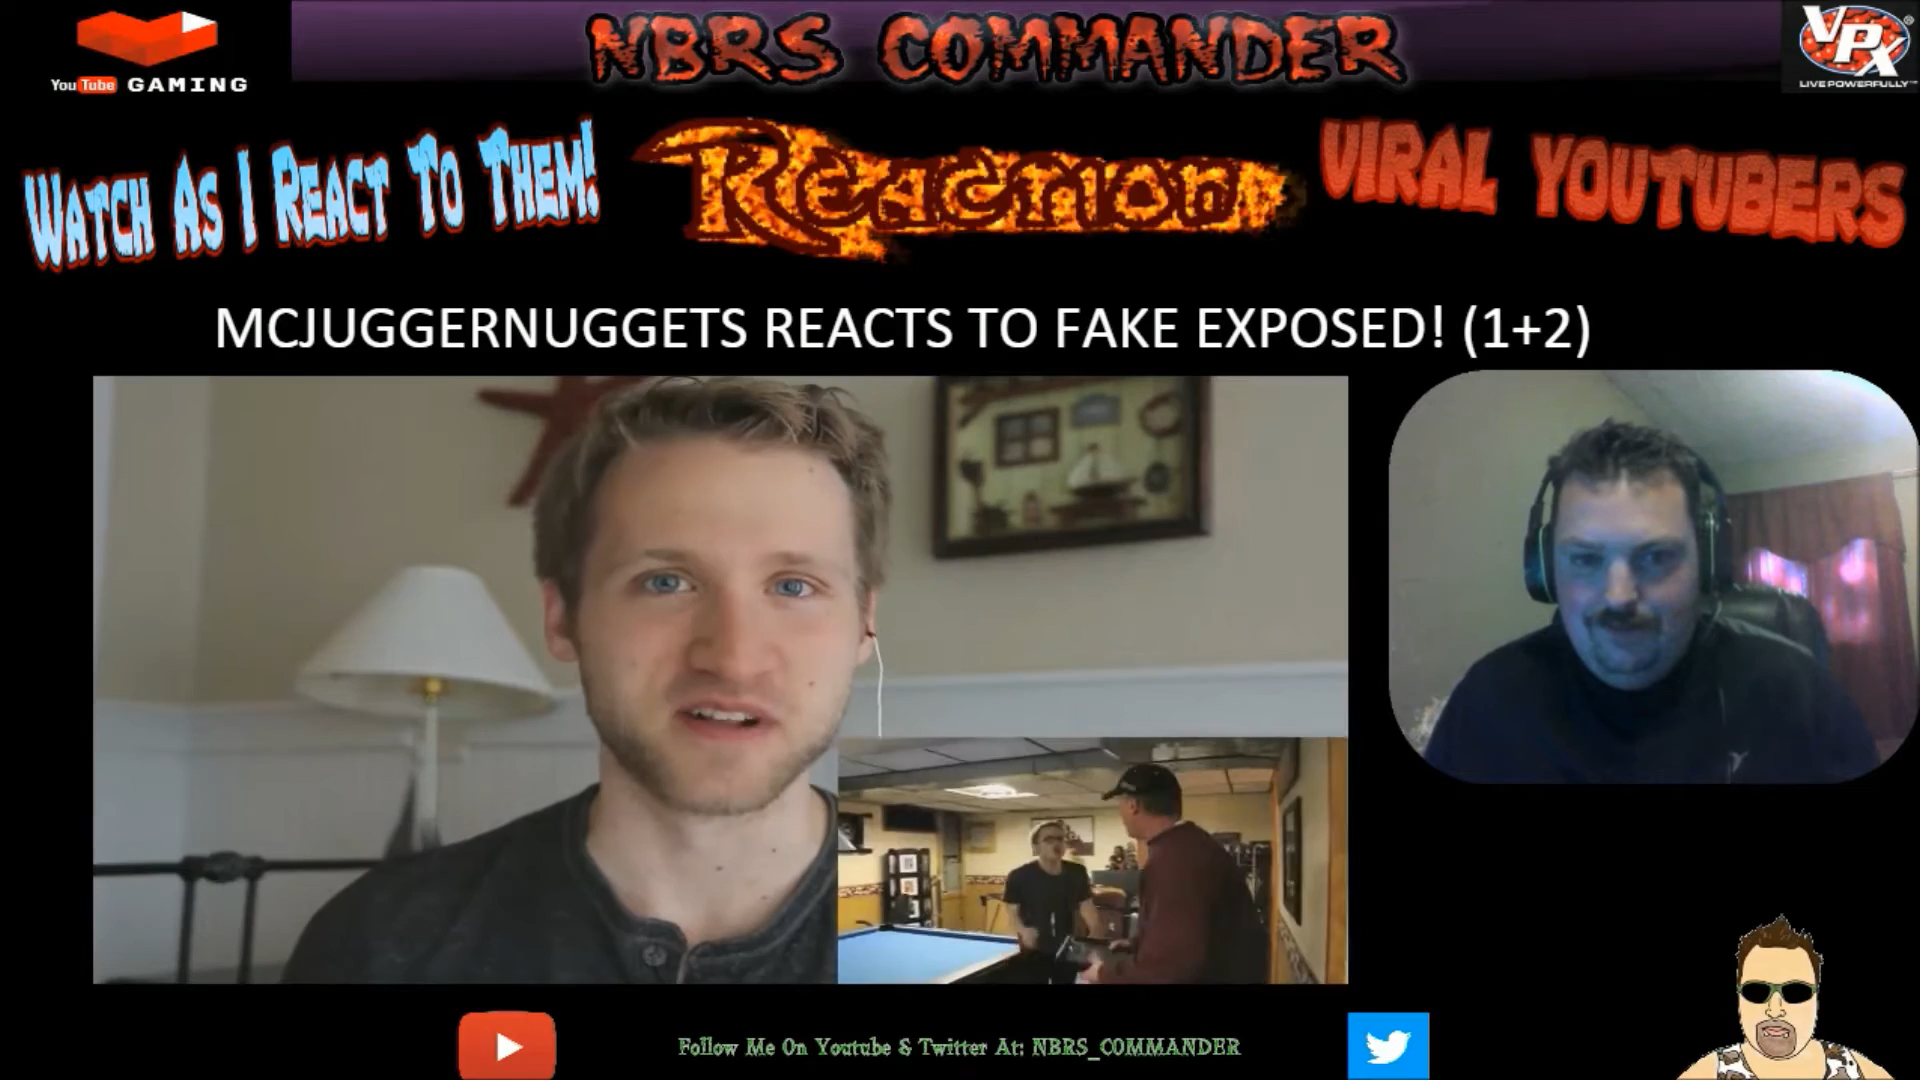 NBRS COMMANDER
YouTube GAMING
VPX
LIVE POWERFULLY
WATCH AS I REACT TO THEM!
REACTION
VIRAL YOUTUBERS
MCJUGGERNUGGETS REACTS TO FAKE EXPOSED! (1+2)
Follow Me On Youtube & Twitter At: NBRS_COMMANDER